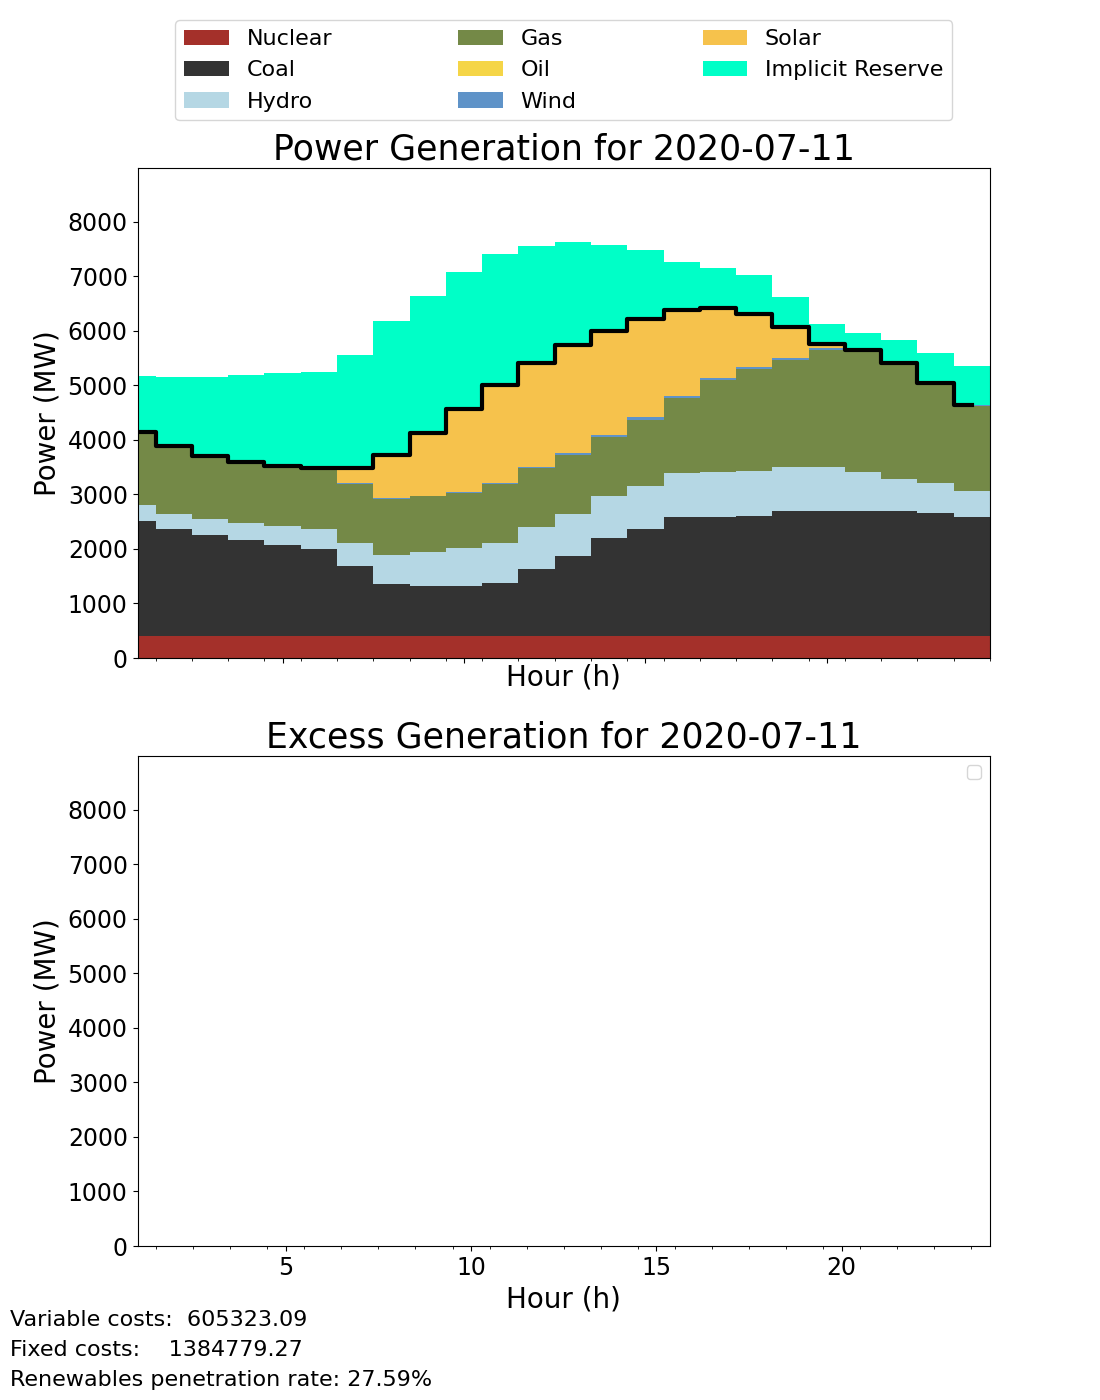 Nuclear Gas Solar
Coal Oil Implicit Reserve
Hydro Wind
Power Generation for 2020-07-11
8000
7000
6000
5000
4000
3000
2000
1000
0
Power (MW)
Hour (h)
Excess Generation for 2020-07-11
8000
7000
6000
5000
4000
3000
2000
1000
0
Power (MW)
5 10 15 20
Hour (h)
Variable costs: 605323.09
Fixed costs: 1384779.27
Renewables penetration rate: 27.59%